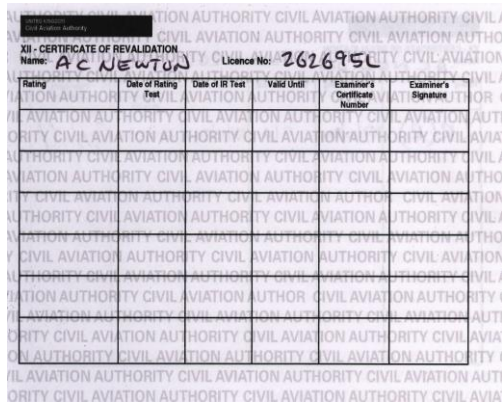 UNITED KINGDOM
Civil Aviation Authority
XII - CERTIFICATE OF REVALIDATION
Name: A C NEWTON Licence No: 262695L
Rating Date of Rating Test Date of IR Test Valid Until Examiner's Certificate Number Examiner's Signature